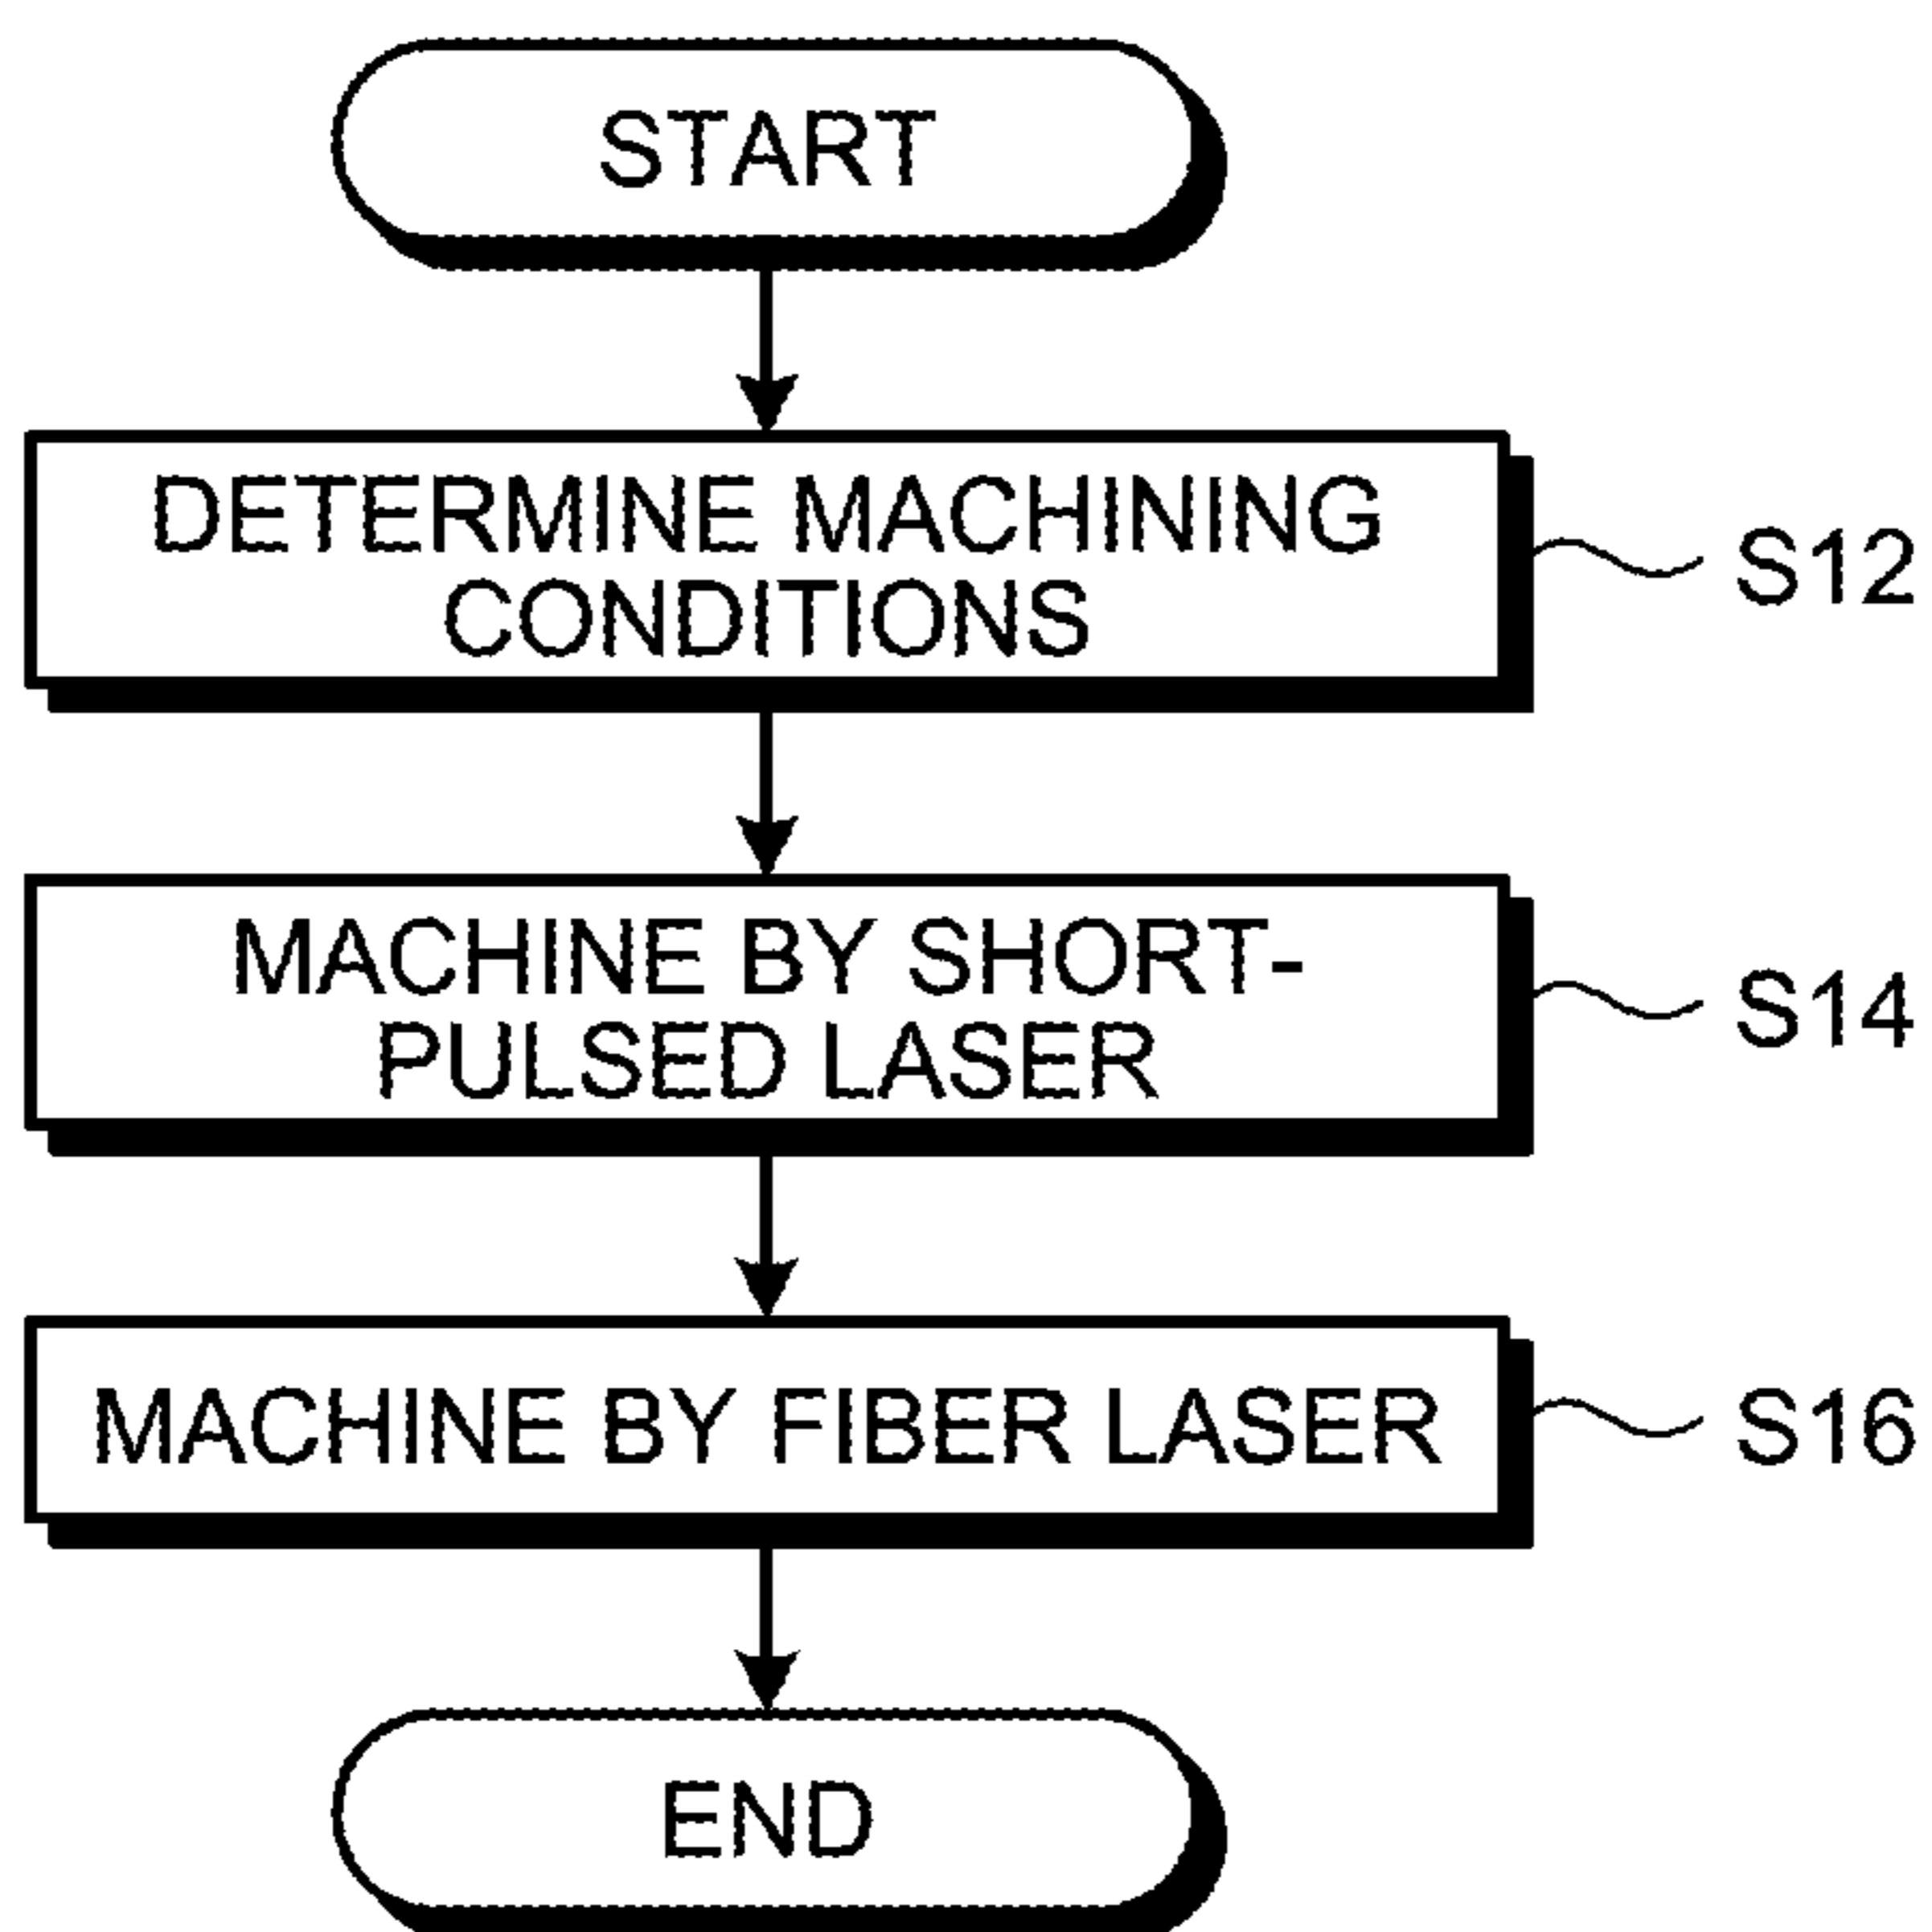 START
DETERMINE MACHINING
CONDITIONS
S12
MACHINE BY SHORT-
PULSED LASER
S14
MACHINE BY FIBER LASER
S16
END